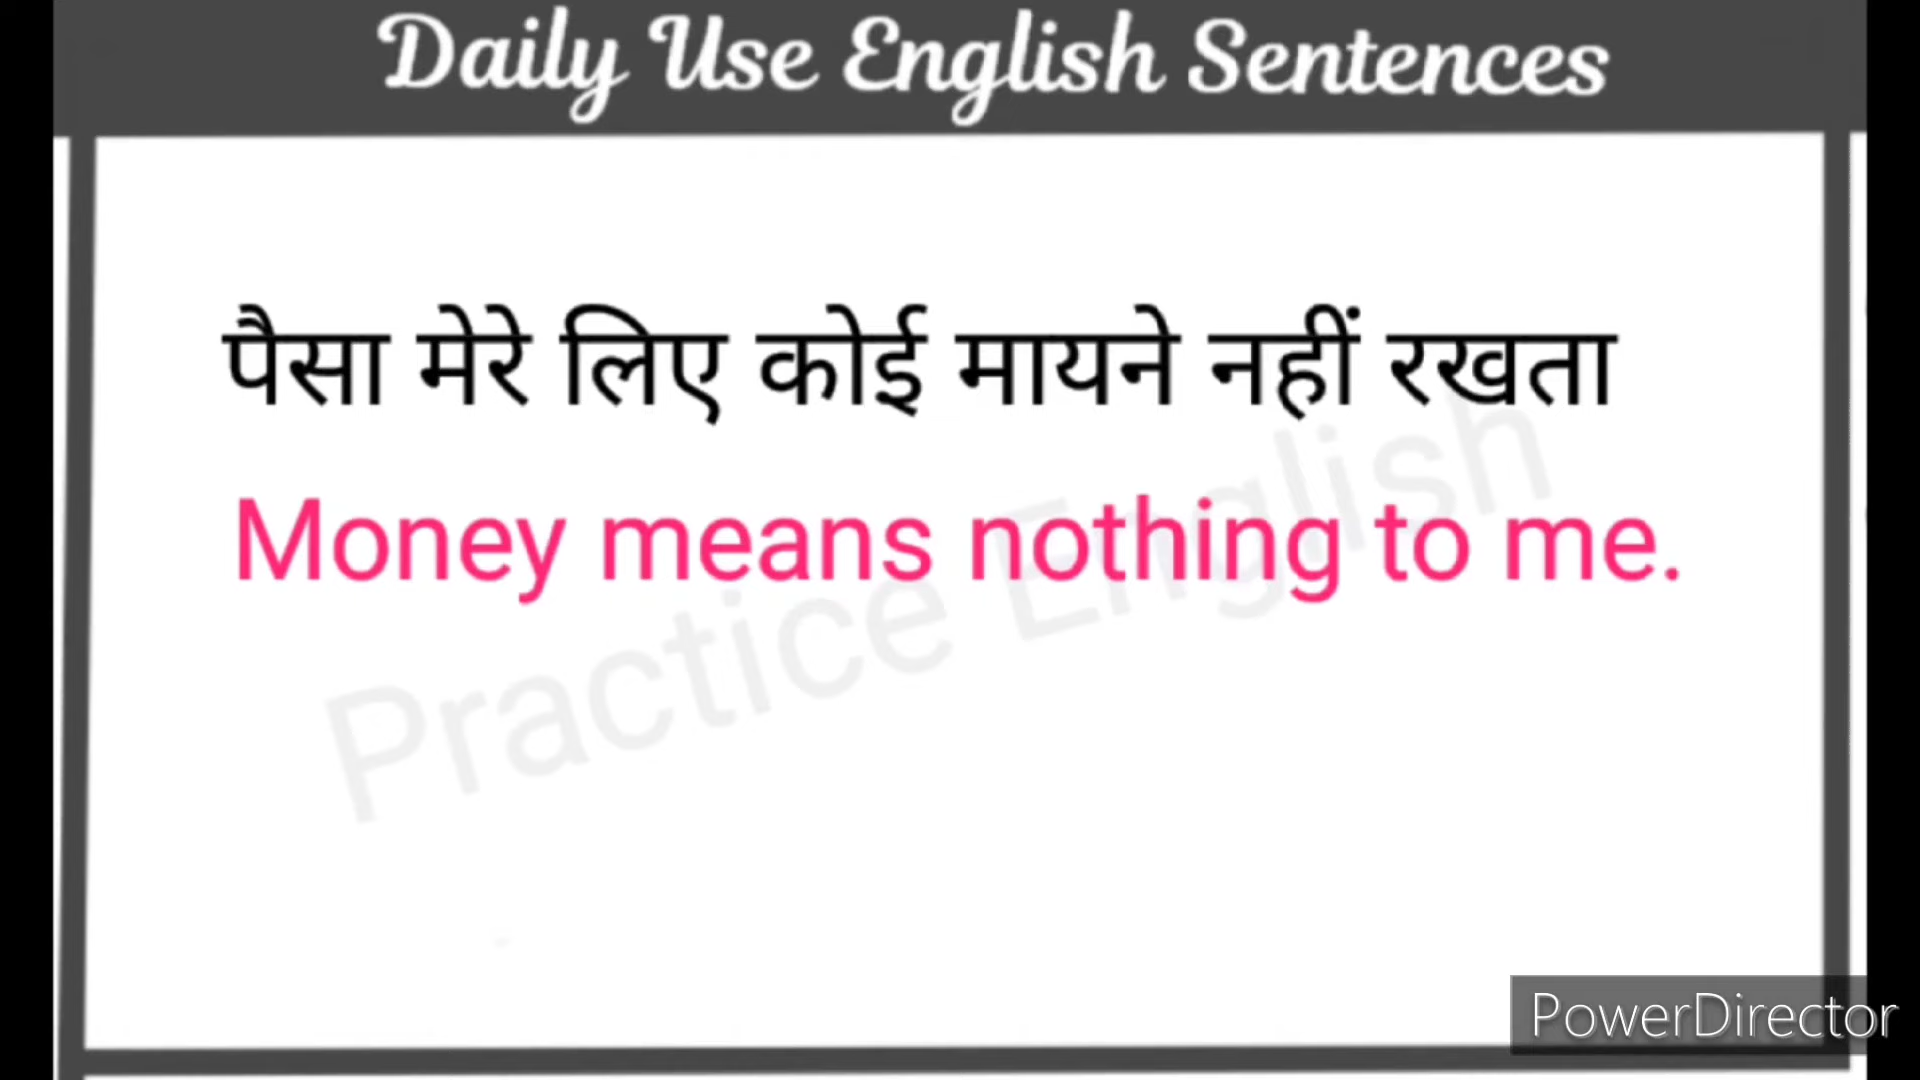 Daily Use English Sentences
पैसा मेरे लिए कोई मायने नहीं रखता
Money means nothing to me.
Practice English
PowerDirector